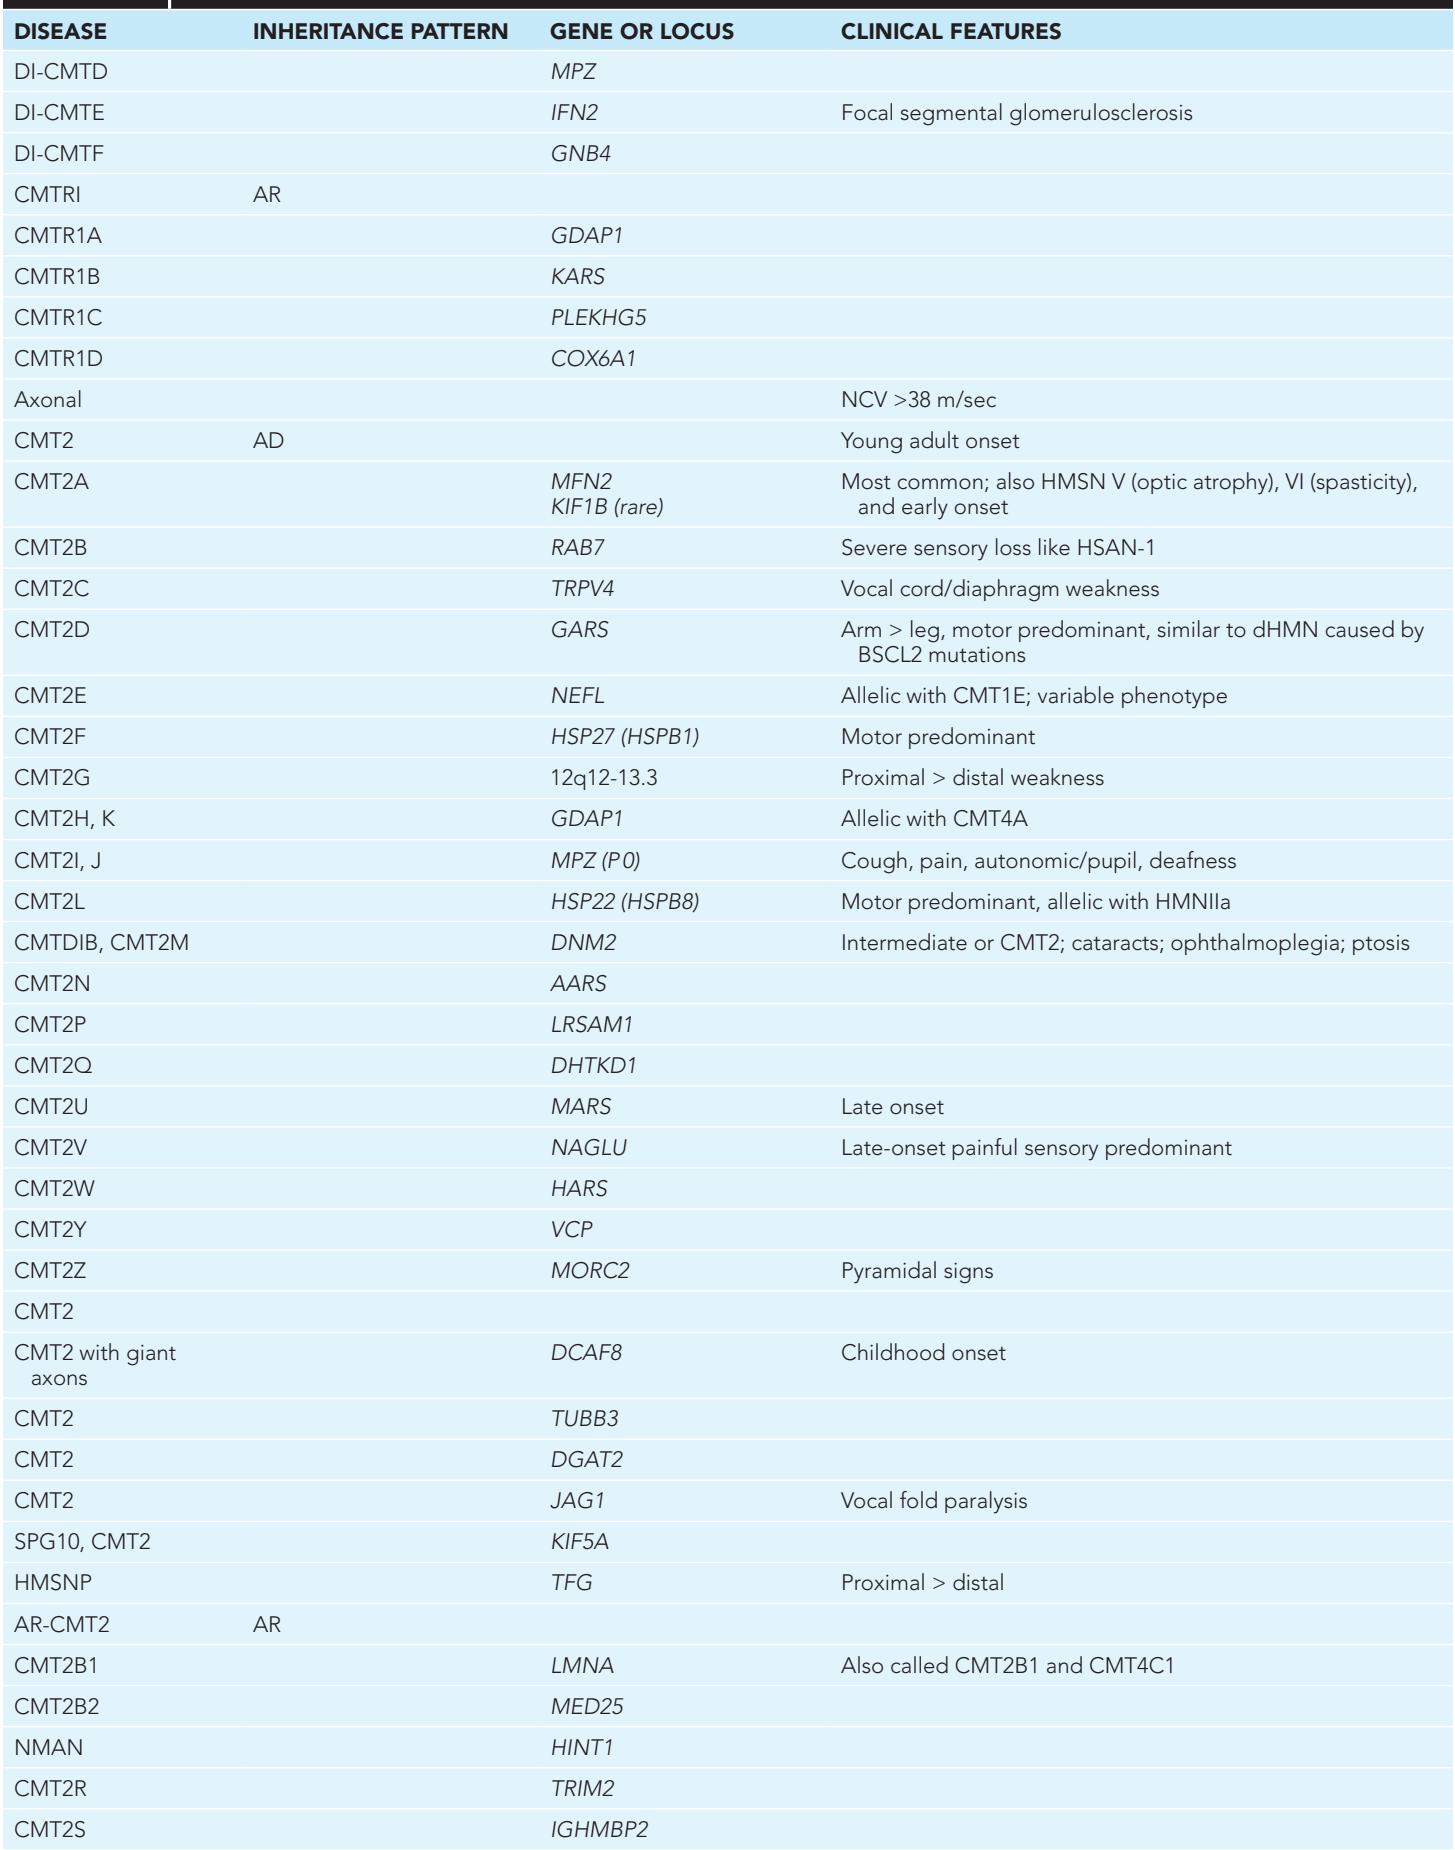 DISEASE INHERITANCE PATTERN GENE OR LOCUS CLINICAL FEATURES
DI-CMTD MPZ
DI-CMTE IFN2 Focal segmental glomerulosclerosis
DI-CMTF GNB4
CMTRI AR
CMTR1A GDAP1
CMTR1B KARS
CMTR1C PLEKHG5
CMTR1D COX6A1
Axonal NCV >38 m/sec
CMT2 AD Young adult onset
CMT2A MFN2 Most common; also HMSN V (optic atrophy), VI (spasticity),
KIF1B (rare) and early onset
CMT2B RAB7 Severe sensory loss like HSAN-1
CMT2C TRPV4 Vocal cord/diaphragm weakness
CMT2D GARS Arm > leg, motor predominant, similar to dHMN caused by
BSCL2 mutations
CMT2E NEFL Allelic with CMT1E; variable phenotype
CMT2F HSP27 (HSPB1) Motor predominant
CMT2G 12q12-13.3 Proximal > distal weakness
CMT2H, K GDAP1 Allelic with CMT4A
CMT2I, J MPZ (P0) Cough, pain, autonomic/pupil, deafness
CMT2L HSP22 (HSPB8) Motor predominant, allelic with HMNIIa
CMTDIB, CMT2M DNM2 Intermediate or CMT2; cataracts; ophthalmoplegia; ptosis
CMT2N AARS
CMT2P LRSAM1
CMT2Q DHTKD1
CMT2U MARS Late onset
CMT2V NAGLU Late-onset painful sensory predominant
CMT2W HARS
CMT2Y VCP
CMT2Z MORC2 Pyramidal signs
CMT2
CMT2 with giant DCAF8 Childhood onset
axons
CMT2 TUBB3
CMT2 DGAT2
CMT2 JAG1 Vocal fold paralysis
SPG10, CMT2 KIF5A
HMSNP TFG Proximal > distal
AR-CMT2 AR
CMT2B1 LMNA Also called CMT2B1 and CMT4C1
CMT2B2 MED25
NMAN HINT1
CMT2R TRIM2
CMT2S IGHMBP2